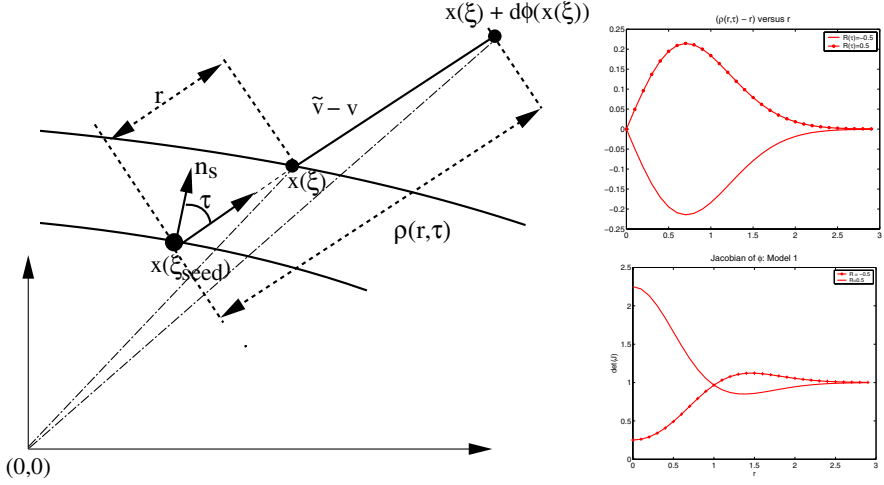 x(ξ) + dϕ(x(ξ))
r
ṽ – v
n_s
τ
x(ξ)
x(ξ_seed)
ρ(r,τ)
(0,0)
(ρ(r,τ) – r) versus r
R(τ)=-0.5
R(τ)=0.5
0.25
0.2
0.15
0.1
0.05
0
-0.05
-0.1
-0.15
-0.2
-0.25
0 0.5 1 1.5 2 2.5 3
Jacobian of ϕ: Model 1
R = -0.5
R=0.5
2.5
2
1.5
1
0.5
0
det(J)
0 0.5 1 1.5 2 2.5 3
r